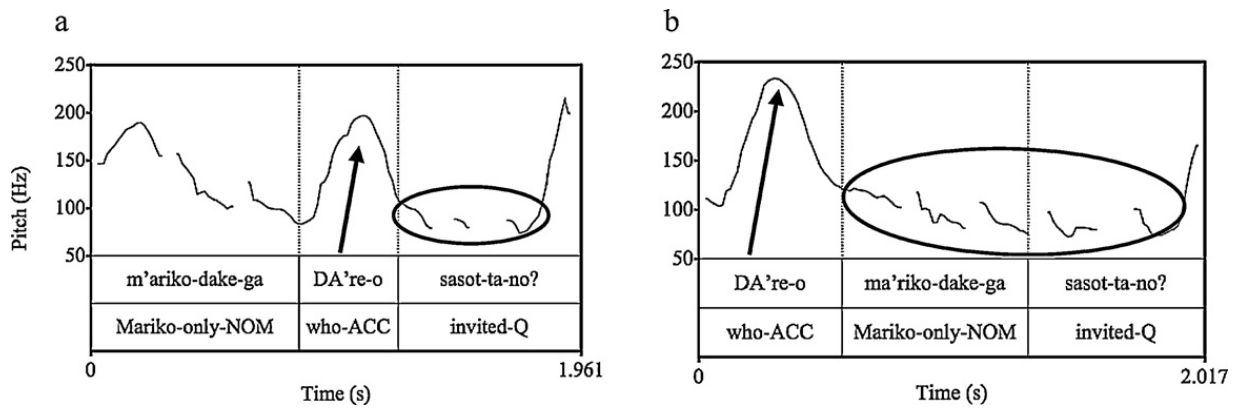 a
250
200
150
100
50
Pitch (Hz)
m'ariko-dake-ga DA're-o sasot-ta-no?
Mariko-only-NOM who-ACC invited-Q
0 1.961
Time (s)
b
250
200
150
100
50
DA're-o ma'riko-dake-ga sasot-ta-no?
who-ACC Mariko-only-NOM invited-Q
0 2.017
Time (s)